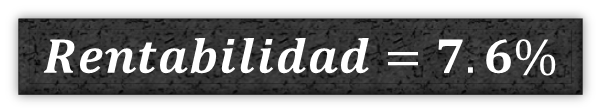 Rentabilidad = 7.6%